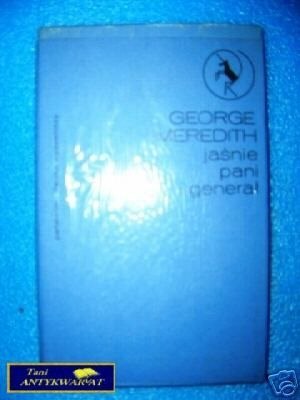 GEORGE
MEREDITH
jaśnie
pani
generał
Tani
ANTYKWARIAT